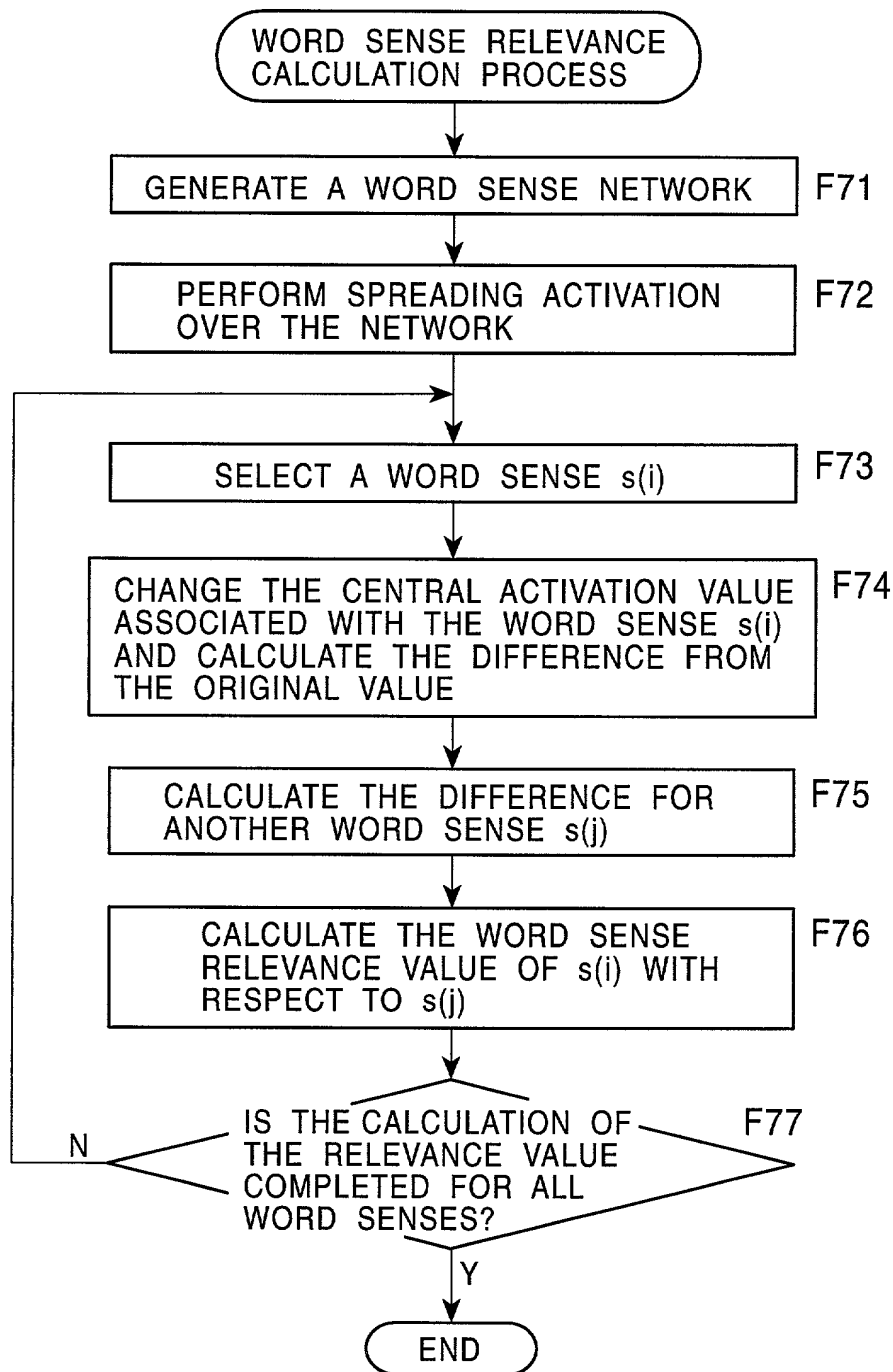 WORD SENSE RELEVANCE
CALCULATION PROCESS
GENERATE A WORD SENSE NETWORK
F71
PERFORM SPREADING ACTIVATION
OVER THE NETWORK
F72
SELECT A WORD SENSE s(i)
F73
CHANGE THE CENTRAL ACTIVATION VALUE
ASSOCIATED WITH THE WORD SENSE s(i)
AND CALCULATE THE DIFFERENCE FROM
THE ORIGINAL VALUE
F74
CALCULATE THE DIFFERENCE FOR
ANOTHER WORD SENSE s(j)
F75
CALCULATE THE WORD SENSE
RELEVANCE VALUE OF s(i) WITH
RESPECT TO s(j)
F76
IS THE CALCULATION OF
THE RELEVANCE VALUE
COMPLETED FOR ALL
WORD SENSES?
F77
N
Y
END